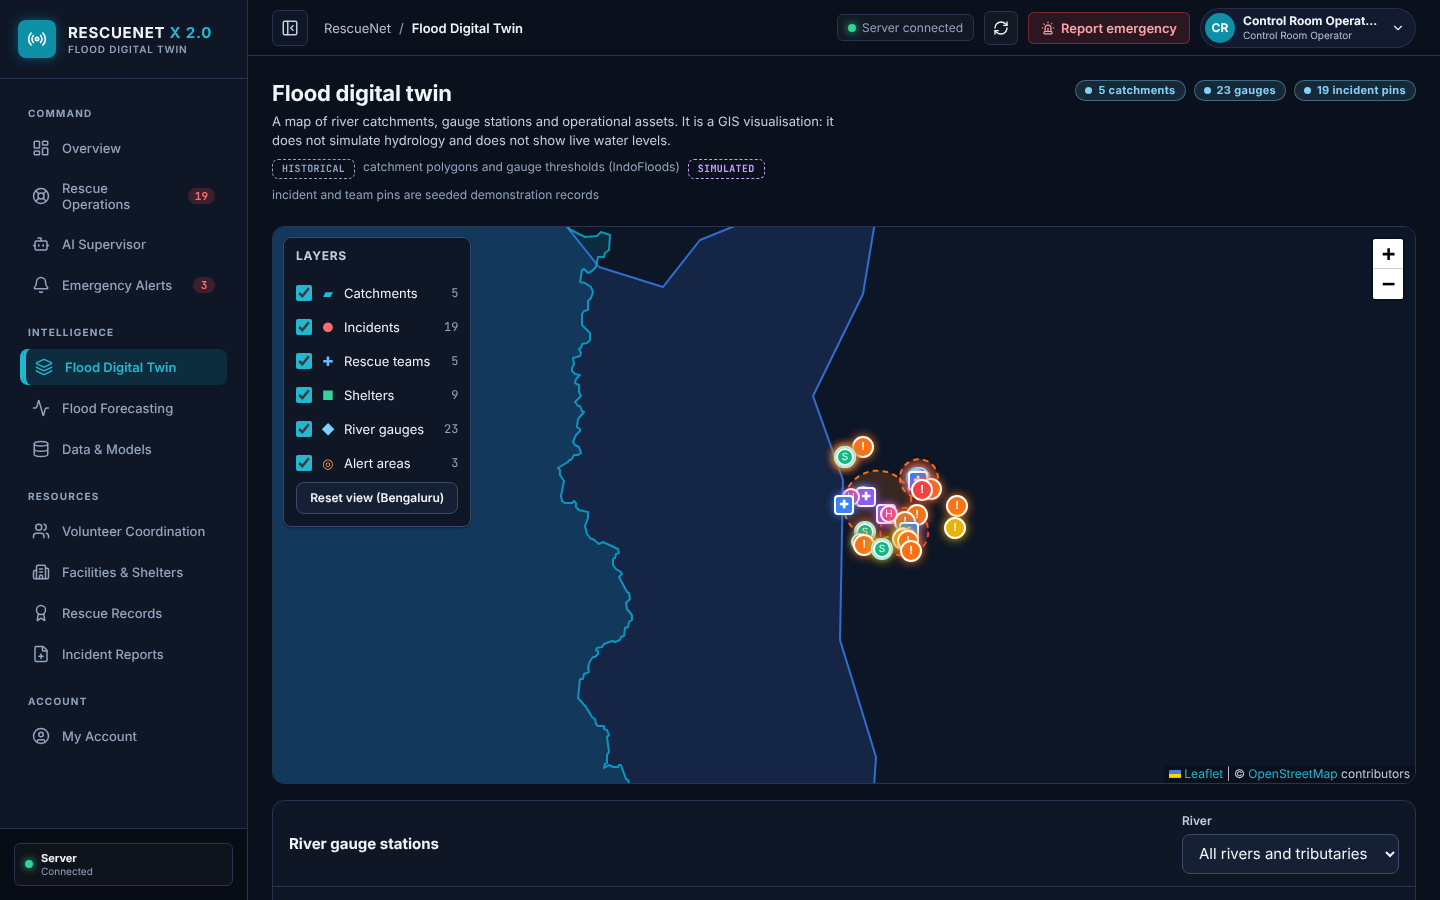 RESCUENET X 2.0
FLOOD DIGITAL TWIN
COMMAND
Overview
Rescue
Operations
19
AI Supervisor
Emergency Alerts
3
INTELLIGENCE
Flood Digital Twin
Flood Forecasting
Data & Models
RESOURCES
Volunteer Coordination
Facilities & Shelters
Rescue Records
Incident Reports
ACCOUNT
My Account
Server
Connected
RescueNet / Flood Digital Twin
Server connected
Report emergency
CR
Control Room Operat...
Control Room Operator
Flood digital twin
5 catchments
23 gauges
19 incident pins
A map of river catchments, gauge stations and operational assets. It is a GIS visualisation: it
does not simulate hydrology and does not show live water levels.
HISTORICAL catchment polygons and gauge thresholds (IndoFloods) SIMULATED
incident and team pins are seeded demonstration records
LAYERS
Catchments 5
Incidents 19
Rescue teams 5
Shelters 9
River gauges 23
Alert areas 3
Reset view (Bengaluru)
+
−
S
!
!
!
H
H
!
!
!
!
S
!
S
!
!
Leaflet | © OpenStreetMap contributors
River gauge stations
River
All rivers and tributaries